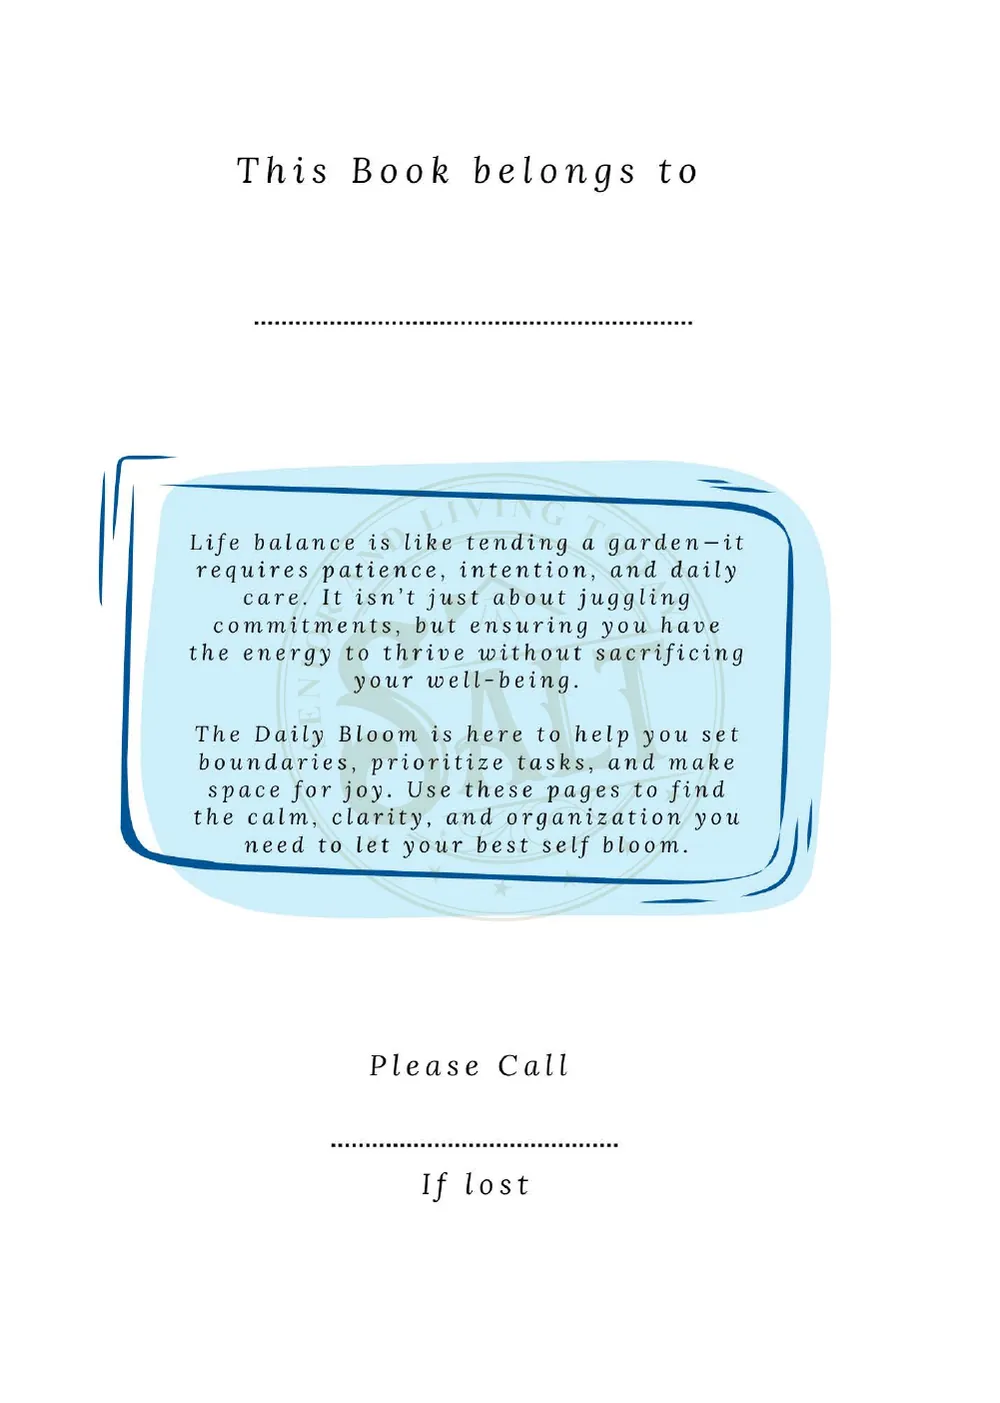 This Book belongs to
Life balance is like tending a garden—it
requires patience, intention, and daily
care. It isn't just about juggling
commitments, but ensuring you have
the energy to thrive without sacrificing
your well-being.
The Daily Bloom is here to help you set
boundaries, prioritize tasks, and make
space for joy. Use these pages to find
the calm, clarity, and organization you
need to let your best self bloom.
SALT
Please Call
If lost